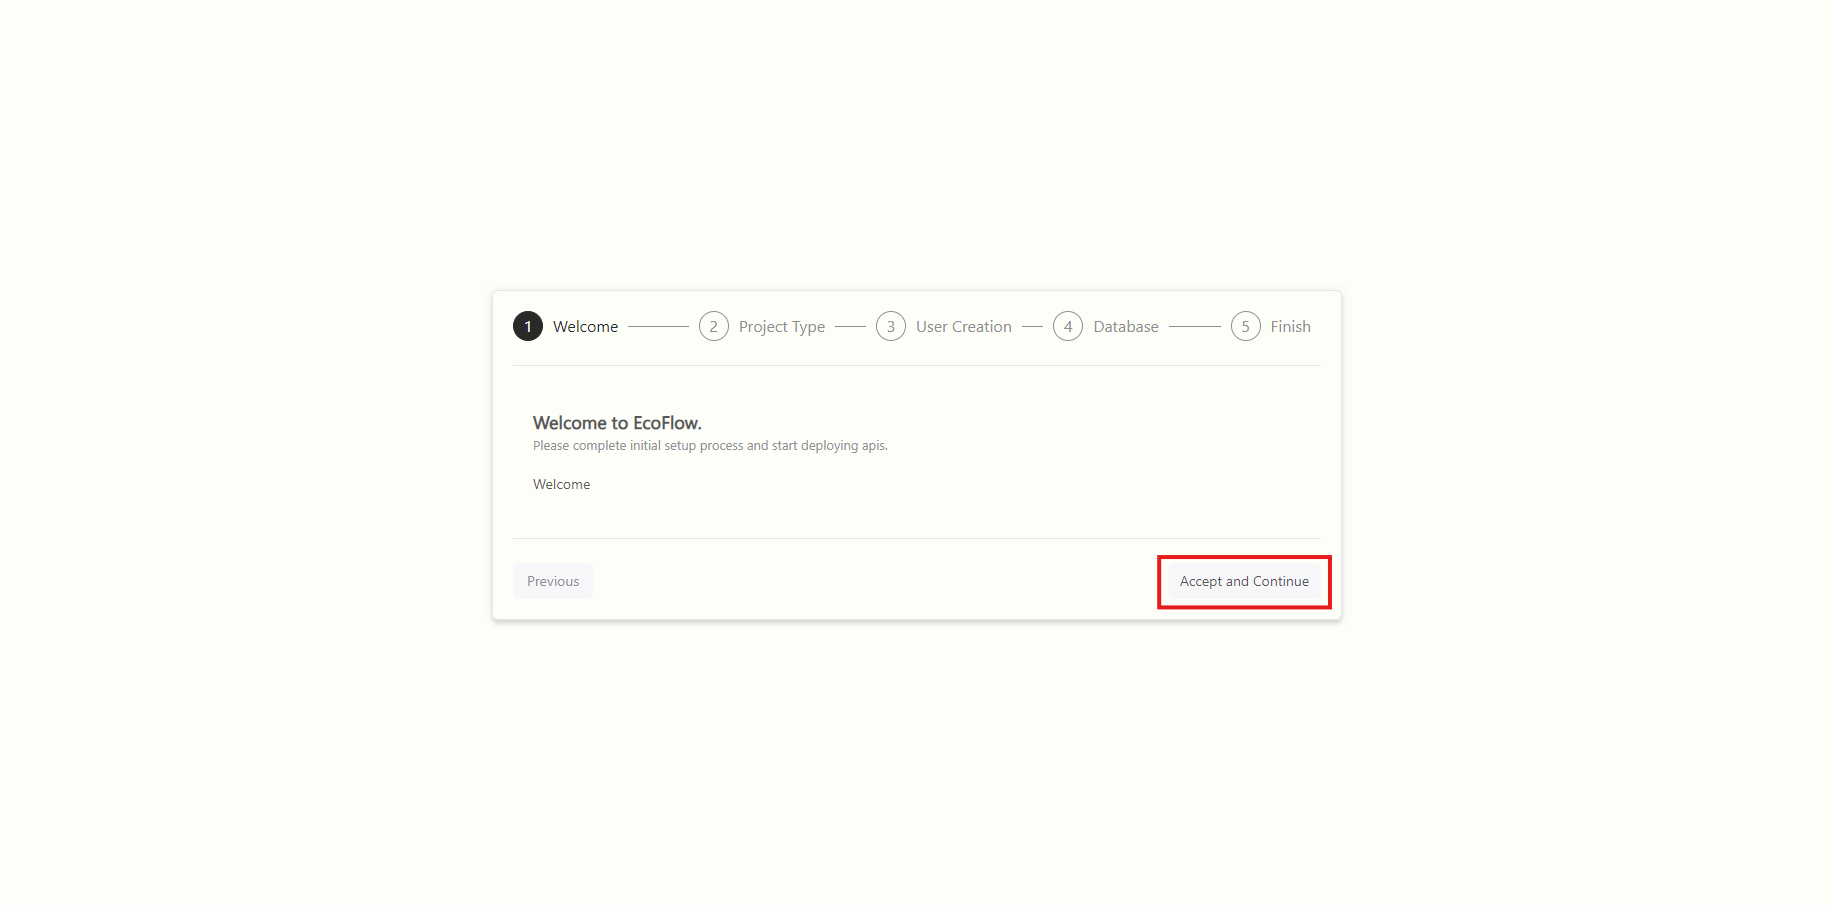 1 Welcome 2 Project Type 3 User Creation 4 Database 5 Finish
Welcome to EcoFlow.
Please complete initial setup process and start deploying apis.
Welcome
Previous Accept and Continue